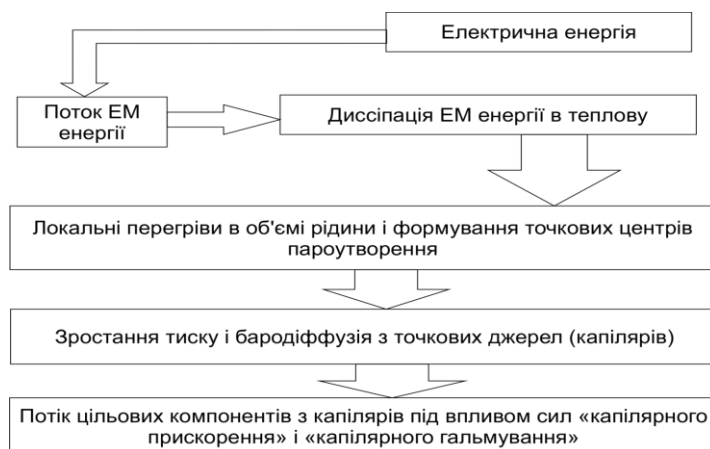 Електрична енергія
Поток ЕМ
енергії
Диссіпація ЕМ енергії в теплову
Локальні перегріви в об'ємі рідини і формування точкових центрів
пароутворення
Зростання тиску і бародіффузія з точкових джерел (капілярів)
Потік цільових компонентів з капілярів під впливом сил «капілярного
прискорення» і «капілярного гальмування»